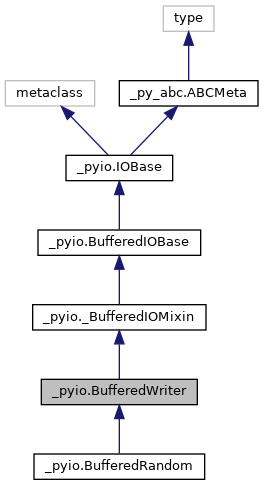 type
metaclass
_py_abc.ABCMeta
_pyio.IOBase
_pyio.BufferedIOBase
_pyio._BufferedIOMixin
_pyio.BufferedWriter
_pyio.BufferedRandom